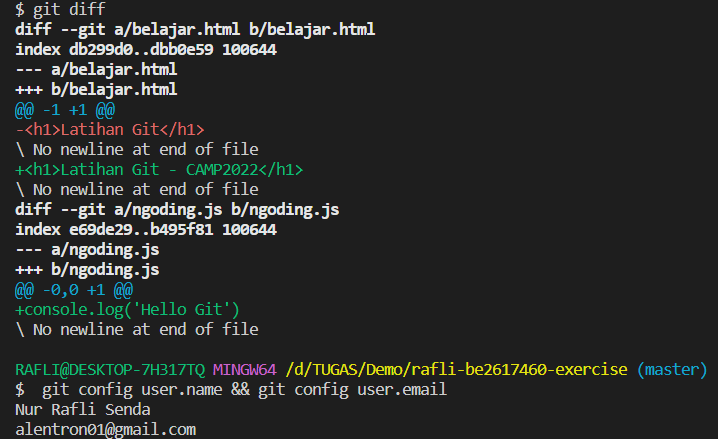 $ git diff
diff --git a/belajar.html b/belajar.html
index db299d0..dbb0e59 100644
--- a/belajar.html
+++ b/belajar.html
@@ -1 +1 @@
-<h1>Latihan Git</h1>
\ No newline at end of file
+<h1>Latihan Git - CAMP2022</h1>
\ No newline at end of file
diff --git a/ngoding.js b/ngoding.js
index e69de29..b495f81 100644
--- a/ngoding.js
+++ b/ngoding.js
@@ -0,0 +1 @@
+console.log('Hello Git')
\ No newline at end of file
RAFLI@DESKTOP-7H317TQ MINGW64 /d/TUGAS/Demo/rafli-be2617460-exercise (master)
$  git config user.name && git config user.email
Nur Rafli Senda
alentron01@gmail.com